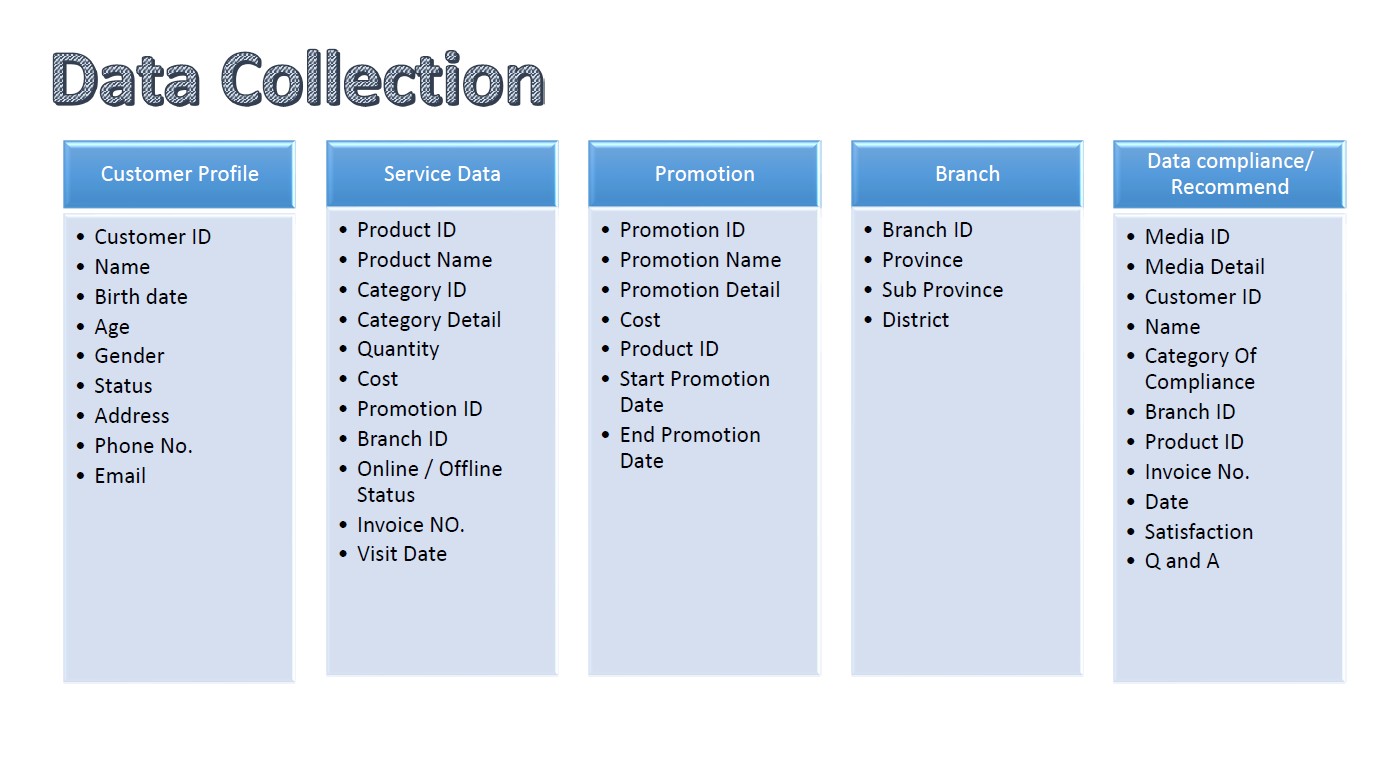 Data Collection
Customer Profile
• Customer ID
• Name
• Birth date
• Age
• Gender
• Status
• Address
• Phone No.
• Email
Service Data
• Product ID
• Product Name
• Category ID
• Category Detail
• Quantity
• Cost
• Promotion ID
• Branch ID
• Online / Offline
Status
• Invoice NO.
• Visit Date
Promotion
• Promotion ID
• Promotion Name
• Promotion Detail
• Cost
• Product ID
• Start Promotion
Date
• End Promotion
Date
Branch
• Branch ID
• Province
• Sub Province
• District
Data compliance/
Recommend
• Media ID
• Media Detail
• Customer ID
• Name
• Category Of
Compliance
• Branch ID
• Product ID
• Invoice No.
• Date
• Satisfaction
• Q and A